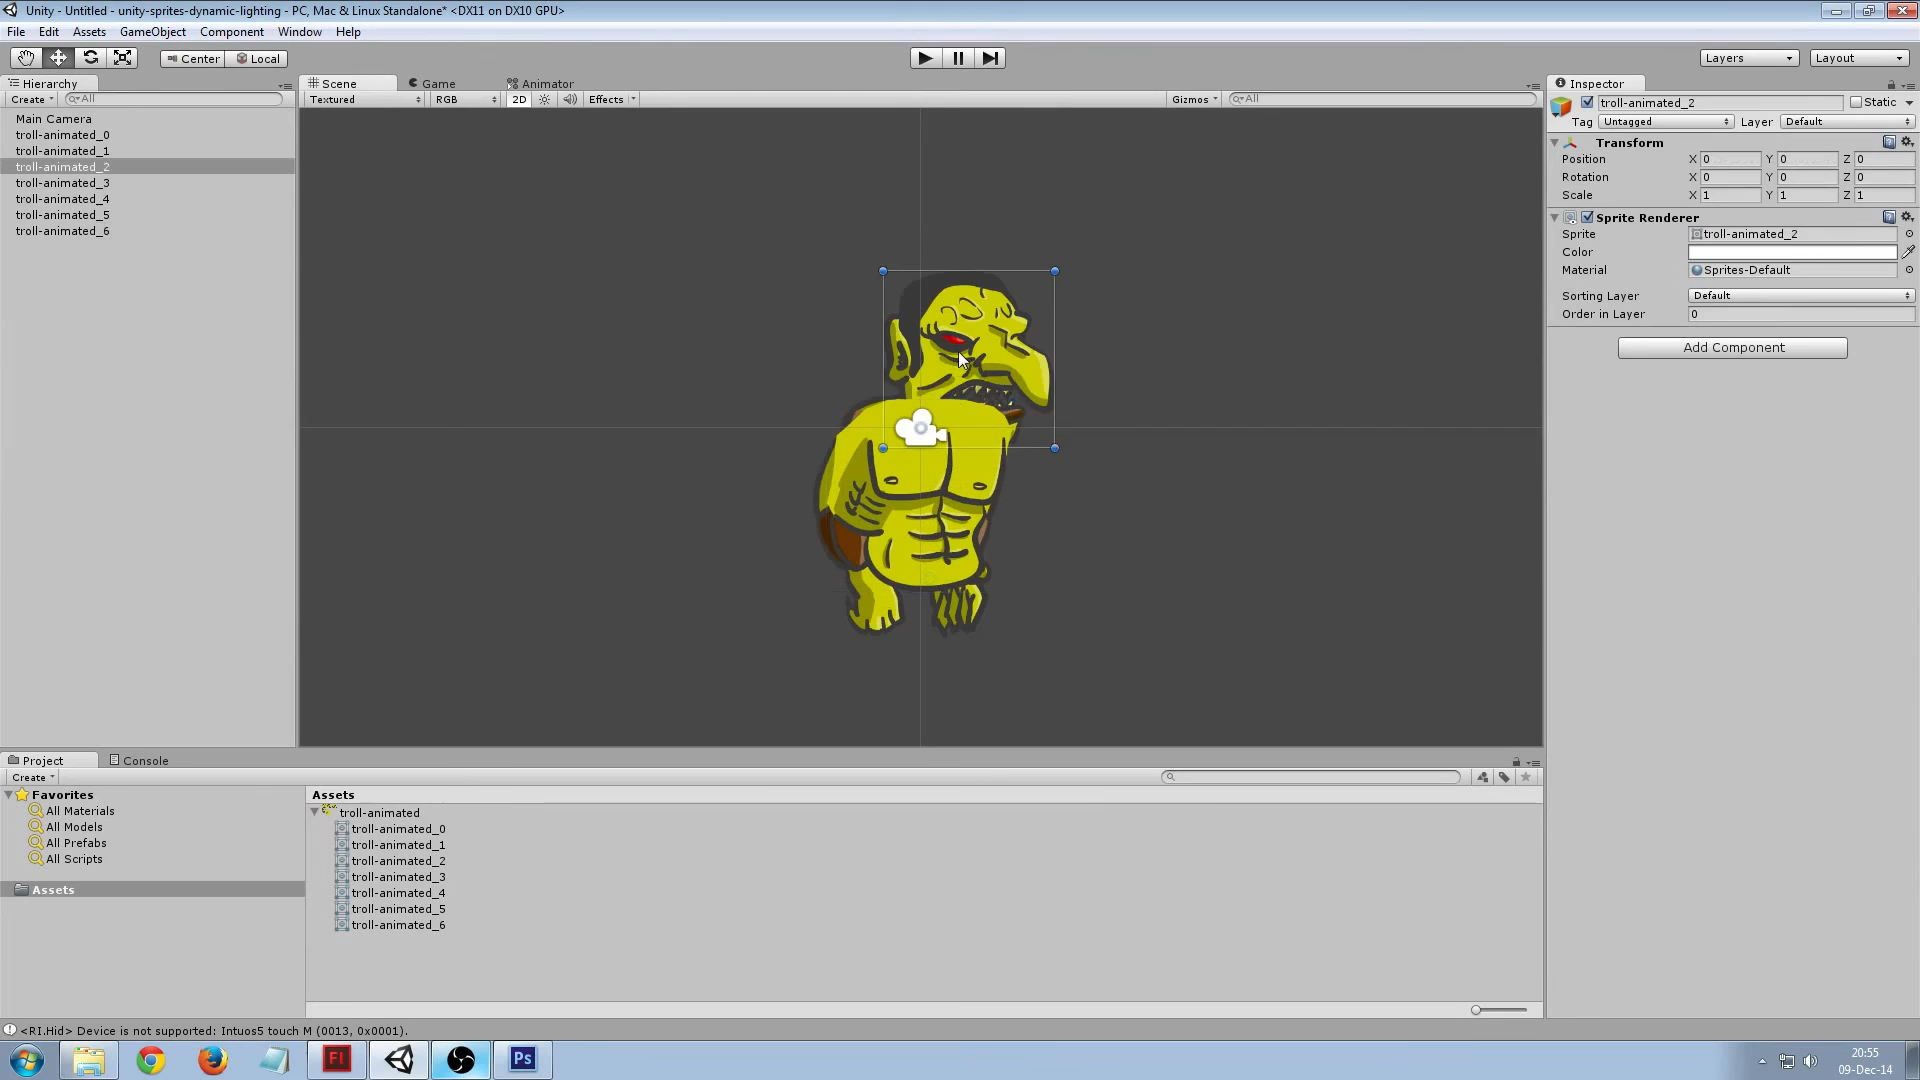 Unity - Untitled - unity-sprites-dynamic-lighting - PC, Mac & Linux Standalone* <DX11 on DX10 GPU>
File Edit Assets GameObject Component Window Help
Center Local Layers Layout
Hierarchy
Create All
Main Camera
troll-animated_0
troll-animated_1
troll-animated_2
troll-animated_3
troll-animated_4
troll-animated_5
troll-animated_6
Scene Game Animator
Textured RGB 2D Effects Gizmos All
Inspector
troll-animated_2 Static
Tag Untagged Layer Default
Transform
Position X 0 Y 0 Z 0
Rotation X 0 Y 0 Z 0
Scale X 1 Y 1 Z 1
Sprite Renderer
Sprite troll-animated_2
Color
Material Sprites-Default
Sorting Layer Default
Order in Layer 0
Add Component
Project Console
Create
Favorites
All Materials
All Models
All Prefabs
All Scripts
Assets
Assets
troll-animated
troll-animated_0
troll-animated_1
troll-animated_2
troll-animated_3
troll-animated_4
troll-animated_5
troll-animated_6
<RI.Hid> Device is not supported: Intuos5 touch M (0013, 0x0001).
Fl Ps
20:55
09-Dec-14